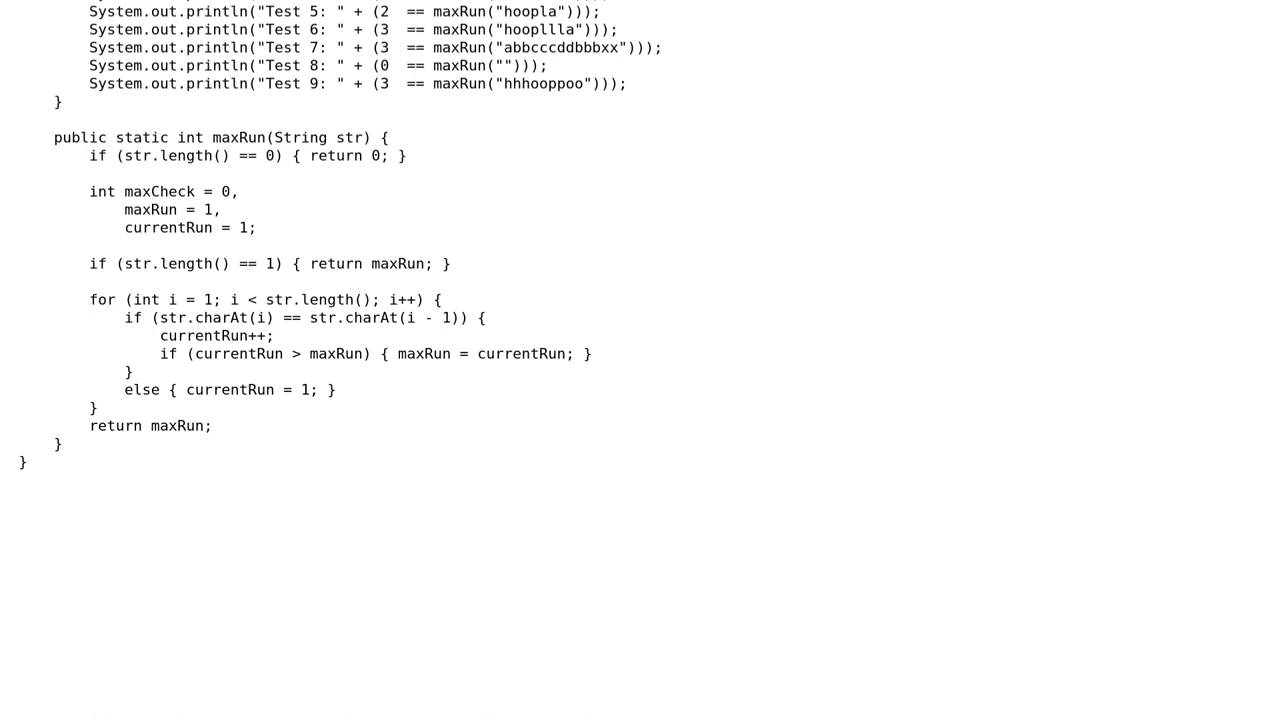 System.out.println("Test 5: " + (2  == maxRun("hoopla")));
System.out.println("Test 6: " + (3  == maxRun("hoopllla")));
System.out.println("Test 7: " + (3  == maxRun("abbcccddbbbxx")));
System.out.println("Test 8: " + (0  == maxRun("")));
System.out.println("Test 9: " + (3  == maxRun("hhhooppoo")));
}
public static int maxRun(String str) {
if (str.length() == 0) { return 0; }
int maxCheck = 0,
maxRun = 1,
currentRun = 1;
if (str.length() == 1) { return maxRun; }
for (int i = 1; i < str.length(); i++) {
if (str.charAt(i) == str.charAt(i - 1)) {
currentRun++;
if (currentRun > maxRun) { maxRun = currentRun; }
}
else { currentRun = 1; }
}
return maxRun;
}
}